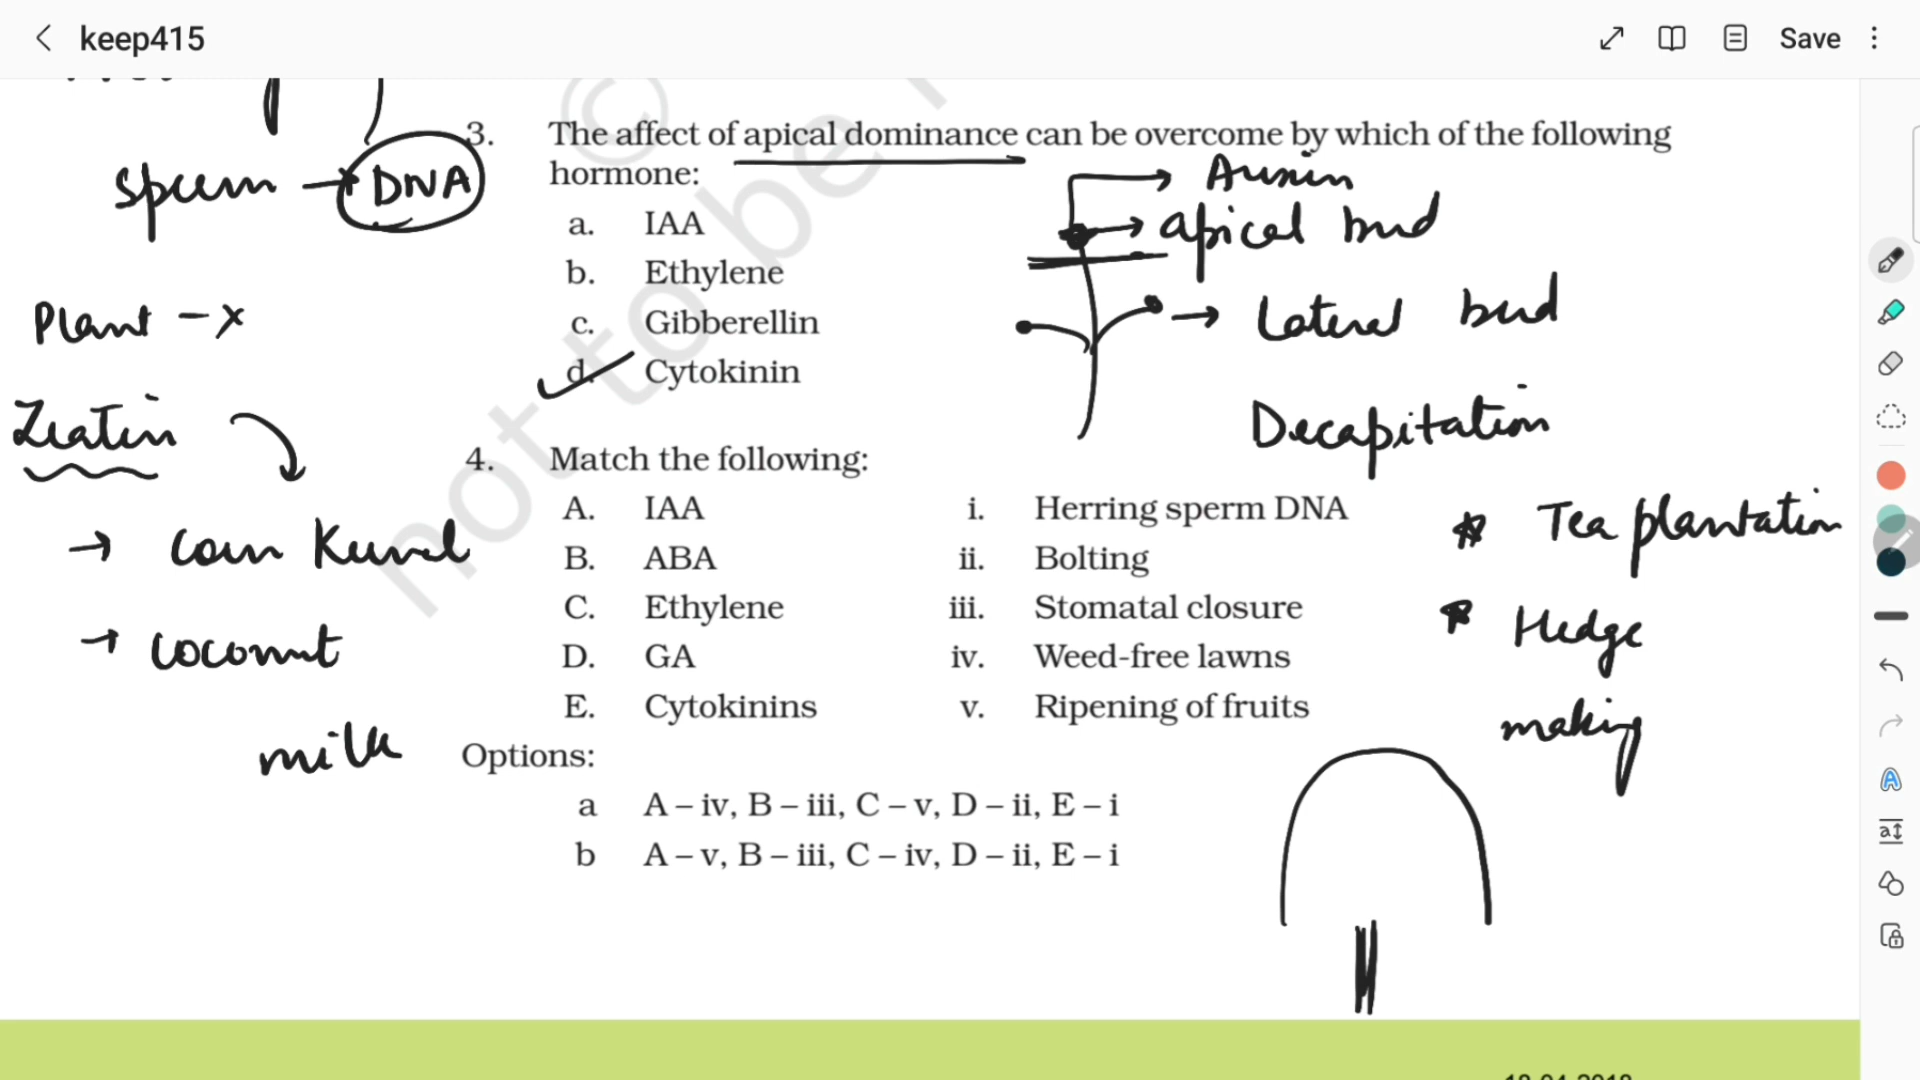 keep415
Save
sperm → DNA
Plant - x
Zeatin
→ Corn Kernel
→ coconut
milk
3. The affect of apical dominance can be overcome by which of the following
hormone:
a. IAA
b. Ethylene
c. Gibberellin
d. Cytokinin
→ Auxin
→ apical bud
→ Lateral bud
Decapitation
* Tea plantation
* Hedge
making
4. Match the following:
A. IAA i. Herring sperm DNA
B. ABA ii. Bolting
C. Ethylene iii. Stomatal closure
D. GA iv. Weed-free lawns
E. Cytokinins v. Ripening of fruits
Options:
a A – iv, B – iii, C – v, D – ii, E – i
b A – v, B – iii, C – iv, D – ii, E – i
© not to be